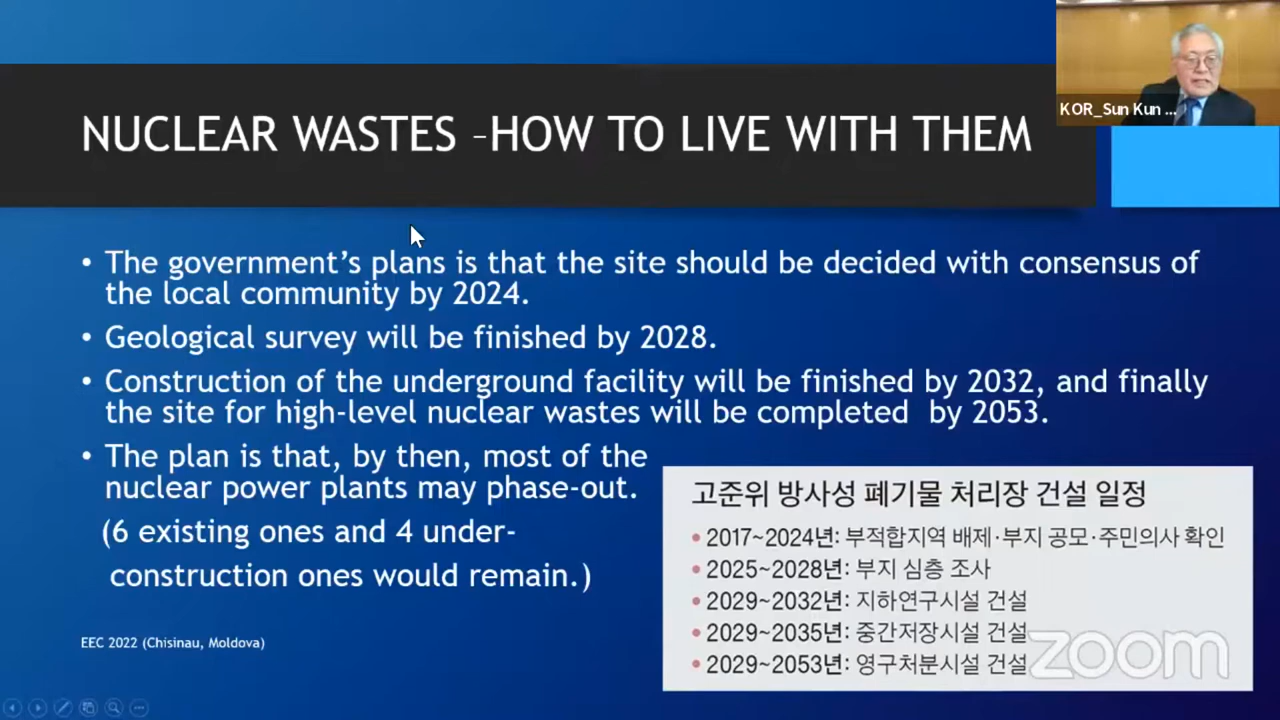 NUCLEAR WASTES –HOW TO LIVE WITH THEM
KOR_Sun Kun ...
• The government's plans is that the site should be decided with consensus of
the local community by 2024.
• Geological survey will be finished by 2028.
• Construction of the underground facility will be finished by 2032, and finally
the site for high-level nuclear wastes will be completed by 2053.
• The plan is that, by then, most of the
nuclear power plants may phase-out.
(6 existing ones and 4 under-
construction ones would remain.)
고준위 방사성 폐기물 처리장 건설 일정
• 2017~2024년: 부적합지역 배제·부지 공모·주민의사 확인
• 2025~2028년: 부지 심층 조사
• 2029~2032년: 지하연구시설 건설
• 2029~2035년: 중간저장시설 건설
• 2029~2053년: 영구처분시설 건설
zoom
EEC 2022 (Chisinau, Moldova)